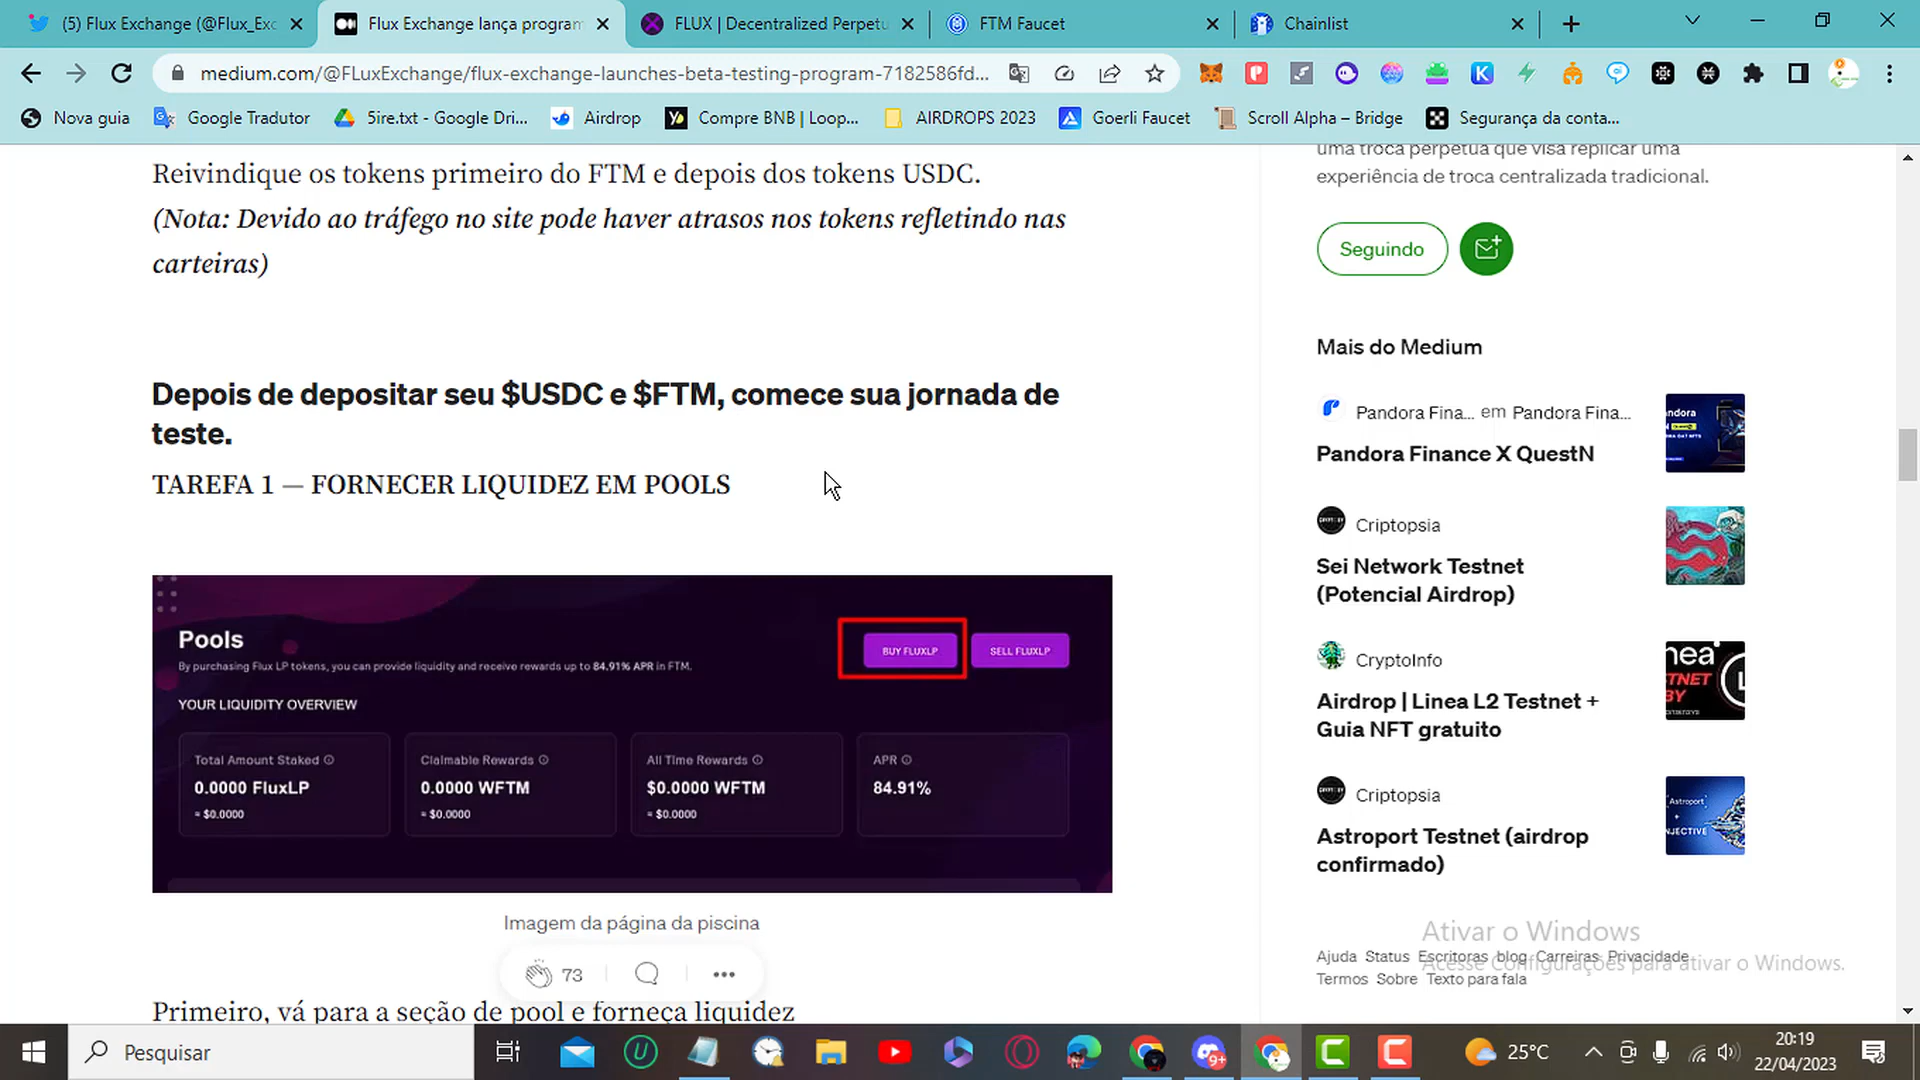 (5) Flux Exchange (@Flux_Exc
Flux Exchange lança program
FLUX | Decentralized Perpetu
FTM Faucet
Chainlist
medium.com/@FLuxExchange/flux-exchange-launches-beta-testing-program-7182586fd...
Nova guia
Google Tradutor
5ire.txt - Google Dri...
Airdrop
Compre BNB | Loop...
AIRDROPS 2023
Goerli Faucet
Scroll Alpha – Bridge
Segurança da conta...
Reivindique os tokens primeiro do FTM e depois dos tokens USDC.
(Nota: Devido ao tráfego no site pode haver atrasos nos tokens refletindo nas
carteiras)
Depois de depositar seu $USDC e $FTM, comece sua jornada de
teste.
TAREFA 1 — FORNECER LIQUIDEZ EM POOLS
Pools
By purchasing Flux LP tokens, you can provide liquidity and receive rewards up to 84.91% APR in FTM.
BUY FLUXLP
SELL FLUXLP
YOUR LIQUIDITY OVERVIEW
Total Amount Staked
0.0000 FluxLP
≈ $0.0000
Claimable Rewards
0.0000 WFTM
≈ $0.0000
All Time Rewards
$0.0000 WFTM
≈ $0.0000
APR
84.91%
Imagem da página da piscina
73
Primeiro, vá para a seção de pool e forneça liquidez
uma troca perpétua que visa replicar uma
experiência de troca centralizada tradicional.
Seguindo
Mais do Medium
Pandora Fina... em Pandora Fina...
Pandora Finance X QuestN
Criptopsia
Sei Network Testnet
(Potencial Airdrop)
CryptoInfo
Airdrop | Linea L2 Testnet +
Guia NFT gratuito
Criptopsia
Astroport Testnet (airdrop
confirmado)
Ativar o Windows
Acesse Configurações para ativar o Windows.
Ajuda Status Escritoras blog Carreiras Privacidade
Termos Sobre Texto para fala
Pesquisar
9+
25°C
20:19
22/04/2023